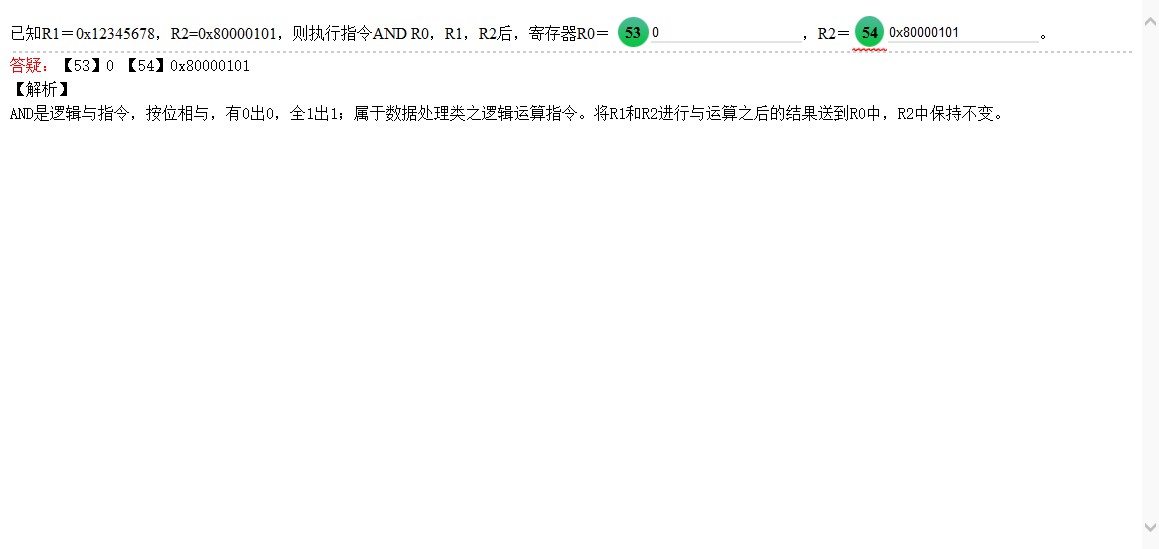 已知R1＝0x12345678，R2=0x80000101，则执行指令AND R0，R1，R2后，寄存器R0＝ 53 0 ，R2＝ 54 0x80000101 。
答疑：【53】0 【54】0x80000101
【解析】
AND是逻辑与指令，按位相与，有0出0，全1出1；属于数据处理类之逻辑运算指令。将R1和R2进行与运算之后的结果送到R0中，R2中保持不变。